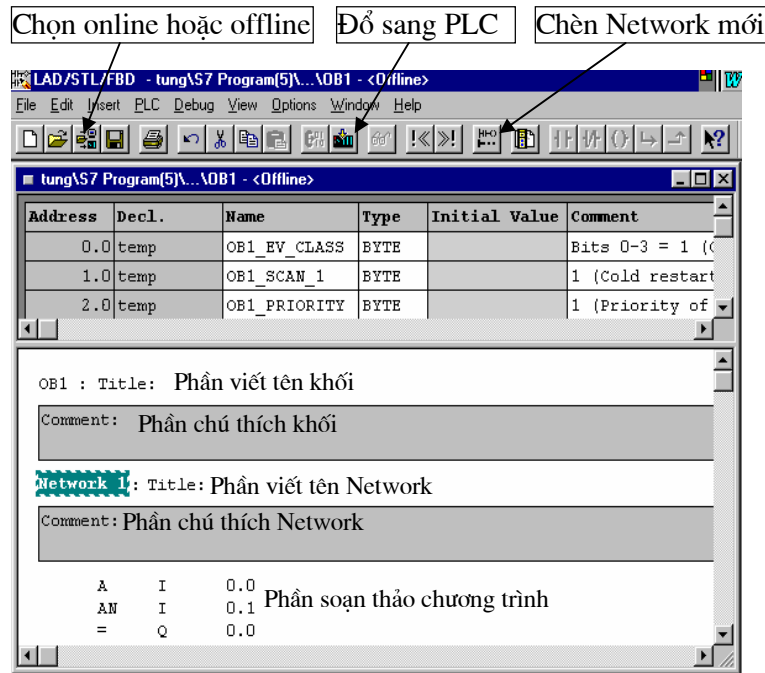 Chọn online hoặc offline
Đổ sang PLC
Chèn Network mới
LAD/STL/FBD - tung\S7 Program(5)\...\OB1 - <Offline>
File Edit Insert PLC Debug View Options Window Help
tung\S7 Program(5)\...\OB1 - <Offline>
Address Decl. Name Type Initial Value Comment
0.0 temp OB1_EV_CLASS BYTE Bits 0-3 = 1 (
1.0 temp OB1_SCAN_1 BYTE 1 (Cold restart
2.0 temp OB1_PRIORITY BYTE 1 (Priority of
OB1 : Title: Phần viết tên khối
Comment: Phần chú thích khối
Network 1: Title: Phần viết tên Network
Comment: Phần chú thích Network
A I 0.0
AN I 0.1
= Q 0.0
Phần soạn thảo chương trình